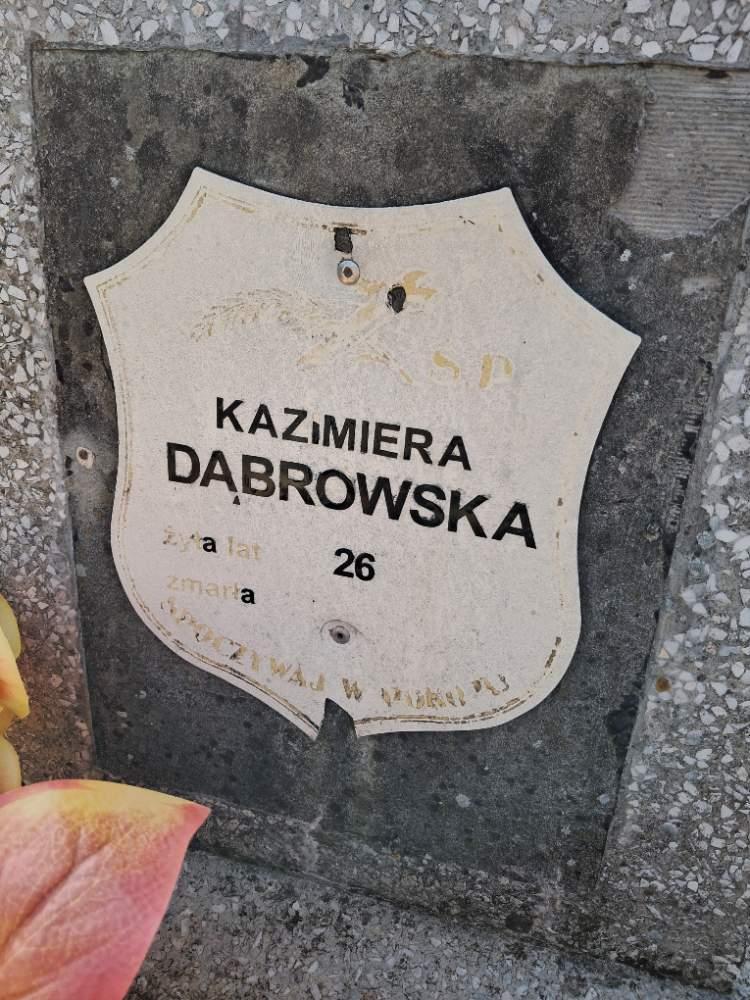 Ś.P
KAZIMIERA
DĄBROWSKA
żyła lat 26
zmarła
SPOCZYWAJ W POKOJU